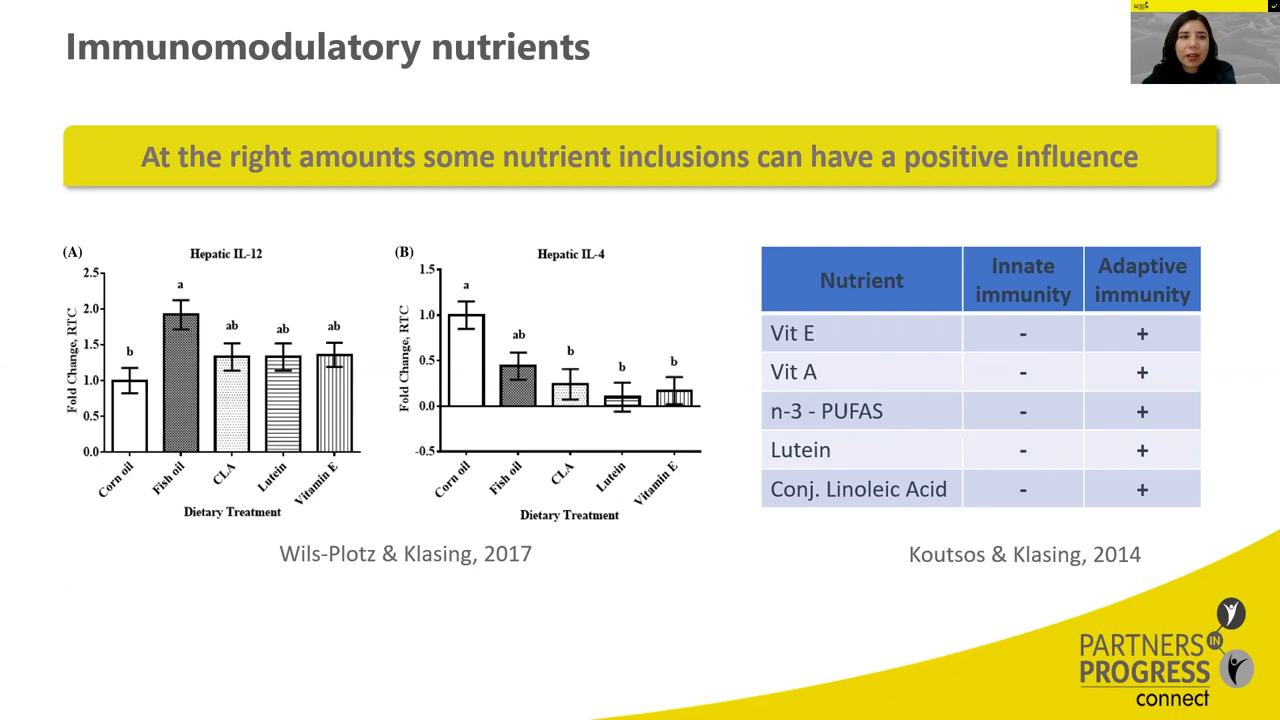 Immunomodulatory nutrients
At the right amounts some nutrient inclusions can have a positive influence
(A)
Hepatic IL-12
Fold Change, RTC
2.5
2.0
1.5
1.0
0.5
0.0
b
a
ab
ab
ab
Corn oil
Fish oil
CLA
Lutein
Vitamin E
Dietary Treatment
(B)
Hepatic IL-4
Fold Change, RTC
1.5
1.0
0.5
0.0
-0.5
a
ab
b
b
b
Corn oil
Fish oil
CLA
Lutein
Vitamin E
Dietary Treatment
Wils-Plotz & Klasing, 2017
Nutrient Innate immunity Adaptive immunity
Vit E - +
Vit A - +
n-3 - PUFAS - +
Lutein - +
Conj. Linoleic Acid - +
Koutsos & Klasing, 2014
PARTNERS
IN
PROGRESS
connect